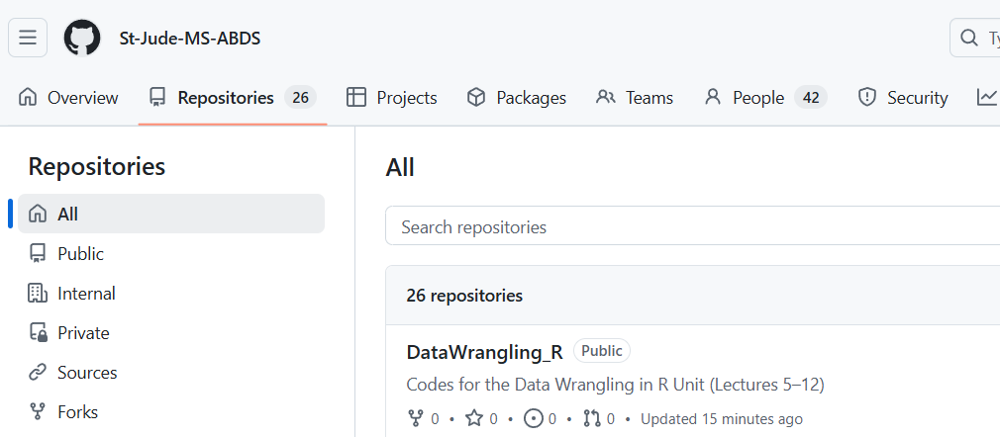 St-Jude-MS-ABDS
Overview Repositories 26 Projects Packages Teams People 42 Security
Repositories
All
Public
Internal
Private
Sources
Forks
All
Search repositories
26 repositories
DataWrangling_R Public
Codes for the Data Wrangling in R Unit (Lectures 5–12)
0 • 0 • 0 • 0 • Updated 15 minutes ago